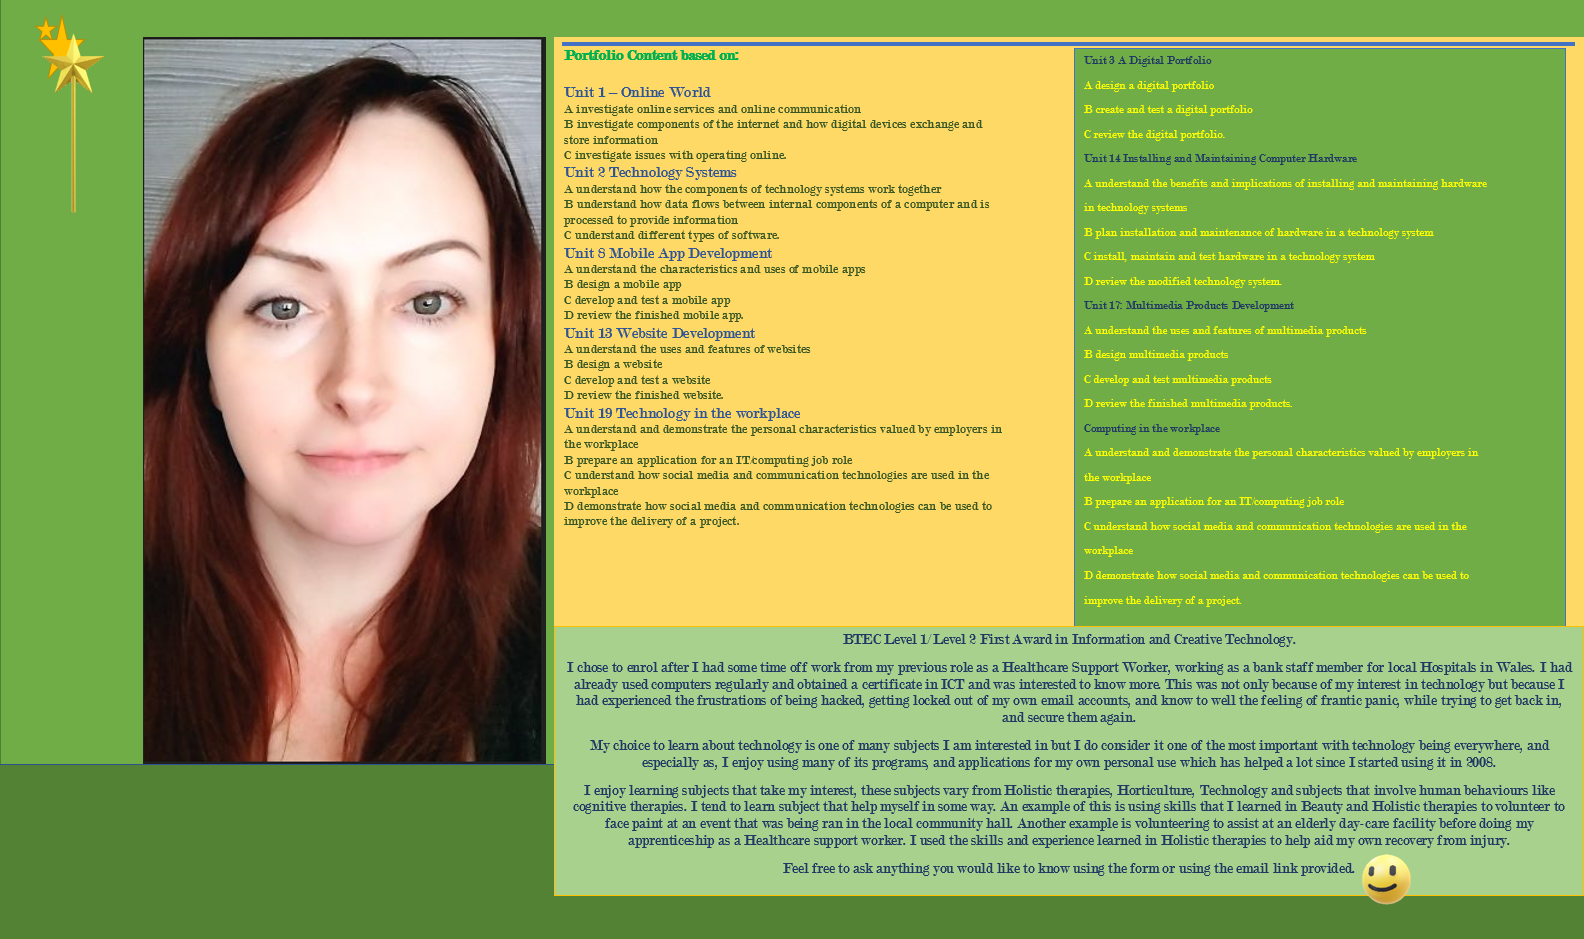 Portfolio Content based on:
Unit 1 – Online World
A investigate online services and online communication
B investigate components of the internet and how digital devices exchange and
store information
C investigate issues with operating online.
Unit 2 Technology Systems
A understand how the components of technology systems work together
B understand how data flows between internal components of a computer and is
processed to provide information
C understand different types of software.
Unit 8 Mobile App Development
A understand the characteristics and uses of mobile apps
B design a mobile app
C develop and test a mobile app
D review the finished mobile app.
Unit 13 Website Development
A understand the uses and features of websites
B design a website
C develop and test a website
D review the finished website.
Unit 19 Technology in the workplace
A understand and demonstrate the personal characteristics valued by employers in
the workplace
B prepare an application for an IT/computing job role
C understand how social media and communication technologies are used in the
workplace
D demonstrate how social media and communication technologies can be used to
improve the delivery of a project.
Unit 3 A Digital Portfolio
A design a digital portfolio
B create and test a digital portfolio
C review the digital portfolio.
Unit 14 Installing and Maintaining Computer Hardware
A understand the benefits and implications of installing and maintaining hardware
in technology systems
B plan installation and maintenance of hardware in a technology system
C install, maintain and test hardware in a technology system
D review the modified technology system.
Unit 17: Multimedia Products Development
A understand the uses and features of multimedia products
B design multimedia products
C develop and test multimedia products
D review the finished multimedia products.
Computing in the workplace
A understand and demonstrate the personal characteristics valued by employers in
the workplace
B prepare an application for an IT/computing job role
C understand how social media and communication technologies are used in the
workplace
D demonstrate how social media and communication technologies can be used to
improve the delivery of a project.
BTEC Level 1/ Level 2 First Award in Information and Creative Technology.
I chose to enrol after I had some time off work from my previous role as a Healthcare Support Worker, working as a bank staff member for local Hospitals in Wales. I had
already used computers regularly and obtained a certificate in ICT and was interested to know more. This was not only because of my interest in technology but because I
had experienced the frustrations of being hacked, getting locked out of my own email accounts, and know to well the feeling of frantic panic, while trying to get back in,
and secure them again.
My choice to learn about technology is one of many subjects I am interested in but I do consider it one of the most important with technology being everywhere, and
especially as, I enjoy using many of its programs, and applications for my own personal use which has helped a lot since I started using it in 2008.
I enjoy learning subjects that take my interest, these subjects vary from Holistic therapies, Horticulture, Technology and subjects that involve human behaviours like
cognitive therapies. I tend to learn subject that help myself in some way. An example of this is using skills that I learned in Beauty and Holistic therapies to volunteer to
face paint at an event that was being ran in the local community hall. Another example is volunteering to assist at an elderly day-care facility before doing my
apprenticeship as a Healthcare support worker. I used the skills and experience learned in Holistic therapies to help aid my own recovery from injury.
Feel free to ask anything you would like to know using the form or using the email link provided.